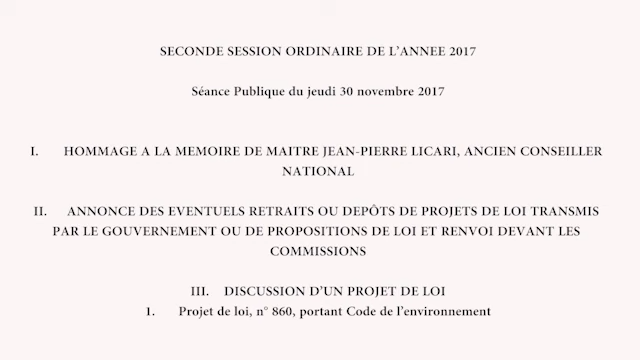 SECONDE SESSION ORDINAIRE DE L’ANNEE 2017
Séance Publique du jeudi 30 novembre 2017
I. HOMMAGE A LA MEMOIRE DE MAITRE JEAN-PIERRE LICARI, ANCIEN CONSEILLER
NATIONAL
II. ANNONCE DES EVENTUELS RETRAITS OU DEPÔTS DE PROJETS DE LOI TRANSMIS
PAR LE GOUVERNEMENT OU DE PROPOSITIONS DE LOI ET RENVOI DEVANT LES
COMMISSIONS
III. DISCUSSION D’UN PROJET DE LOI
1. Projet de loi, n° 860, portant Code de l’environnement